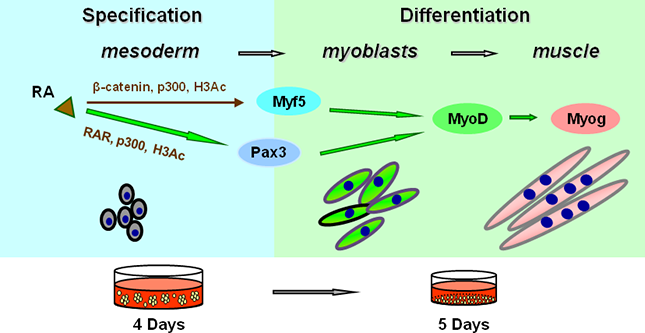 Specification
Differentiation
mesoderm
myoblasts
muscle
RA
β-catenin, p300, H3Ac
RAR, p300, H3Ac
Myf5
Pax3
MyoD
Myog
4 Days
5 Days